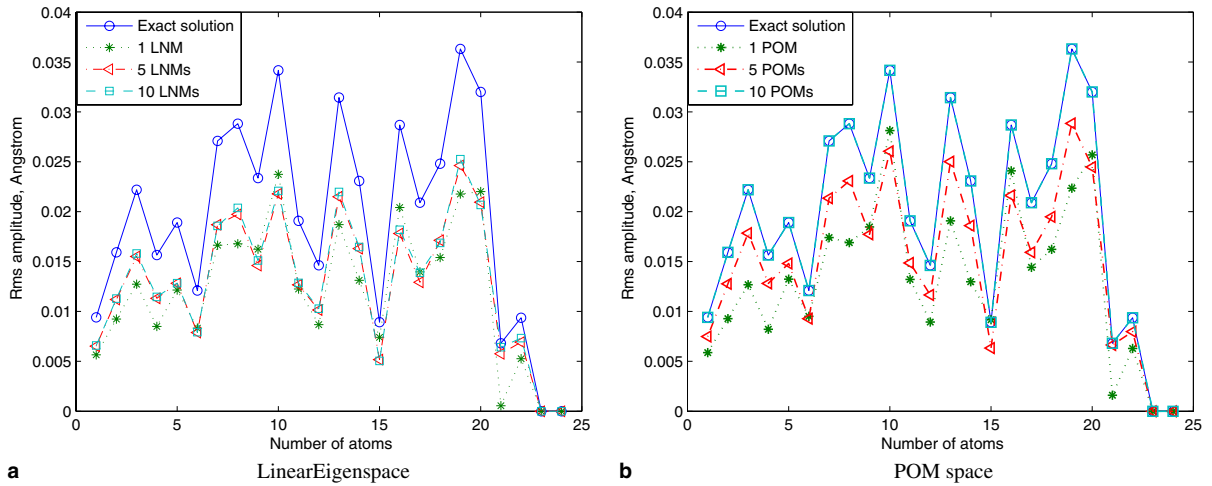 0.04
0.035
0.03
0.025
0.02
0.015
0.01
0.005
0
Rms amplitude, Angstrom
Exact solution
1 LNM
5 LNMs
10 LNMs
0 5 10 15 20 25
Number of atoms
a LinearEigenspace
0.04
0.035
0.03
0.025
0.02
0.015
0.01
0.005
0
Rms amplitude, Angstrom
Exact solution
1 POM
5 POMs
10 POMs
0 5 10 15 20 25
Number of atoms
b POM space